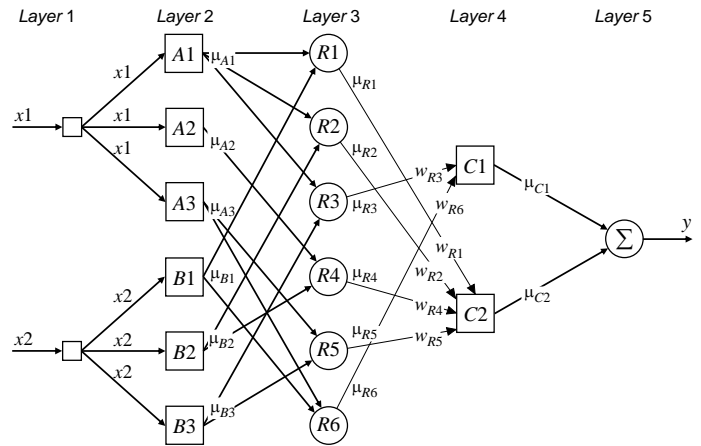 Layer 1 Layer 2 Layer 3 Layer 4 Layer 5
A1 μA1 R1
x1 μR1
x1 x1 A2 μA2 R2
μR2
x1 wR3 C1
A3 μA3 R3 μR3 wR6 μC1
y
Σ
B1 μB1 R4 μR4 wR1
x2 wR2 μC2
wR4 C2
x2 x2 B2 μB2 R5 μR5 wR5
x2
μR6
B3 μB3 R6